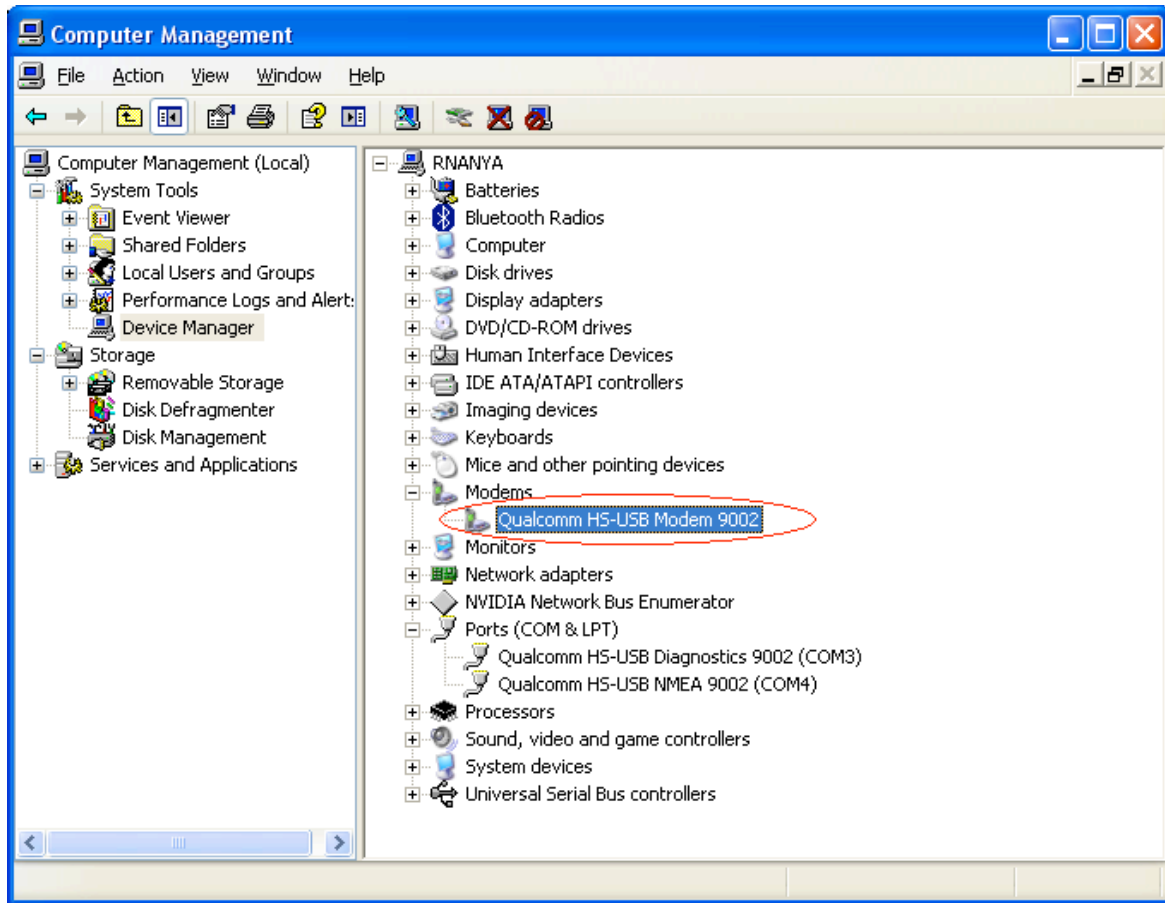 Computer Management
File Action View Window Help
Computer Management (Local)
System Tools
Event Viewer
Shared Folders
Local Users and Groups
Performance Logs and Alert:
Device Manager
Storage
Removable Storage
Disk Defragmenter
Disk Management
Services and Applications
RNANYA
Batteries
Bluetooth Radios
Computer
Disk drives
Display adapters
DVD/CD-ROM drives
Human Interface Devices
IDE ATA/ATAPI controllers
Imaging devices
Keyboards
Mice and other pointing devices
Modems
Qualcomm HS-USB Modem 9002
Monitors
Network adapters
NVIDIA Network Bus Enumerator
Ports (COM & LPT)
Qualcomm HS-USB Diagnostics 9002 (COM3)
Qualcomm HS-USB NMEA 9002 (COM4)
Processors
Sound, video and game controllers
System devices
Universal Serial Bus controllers